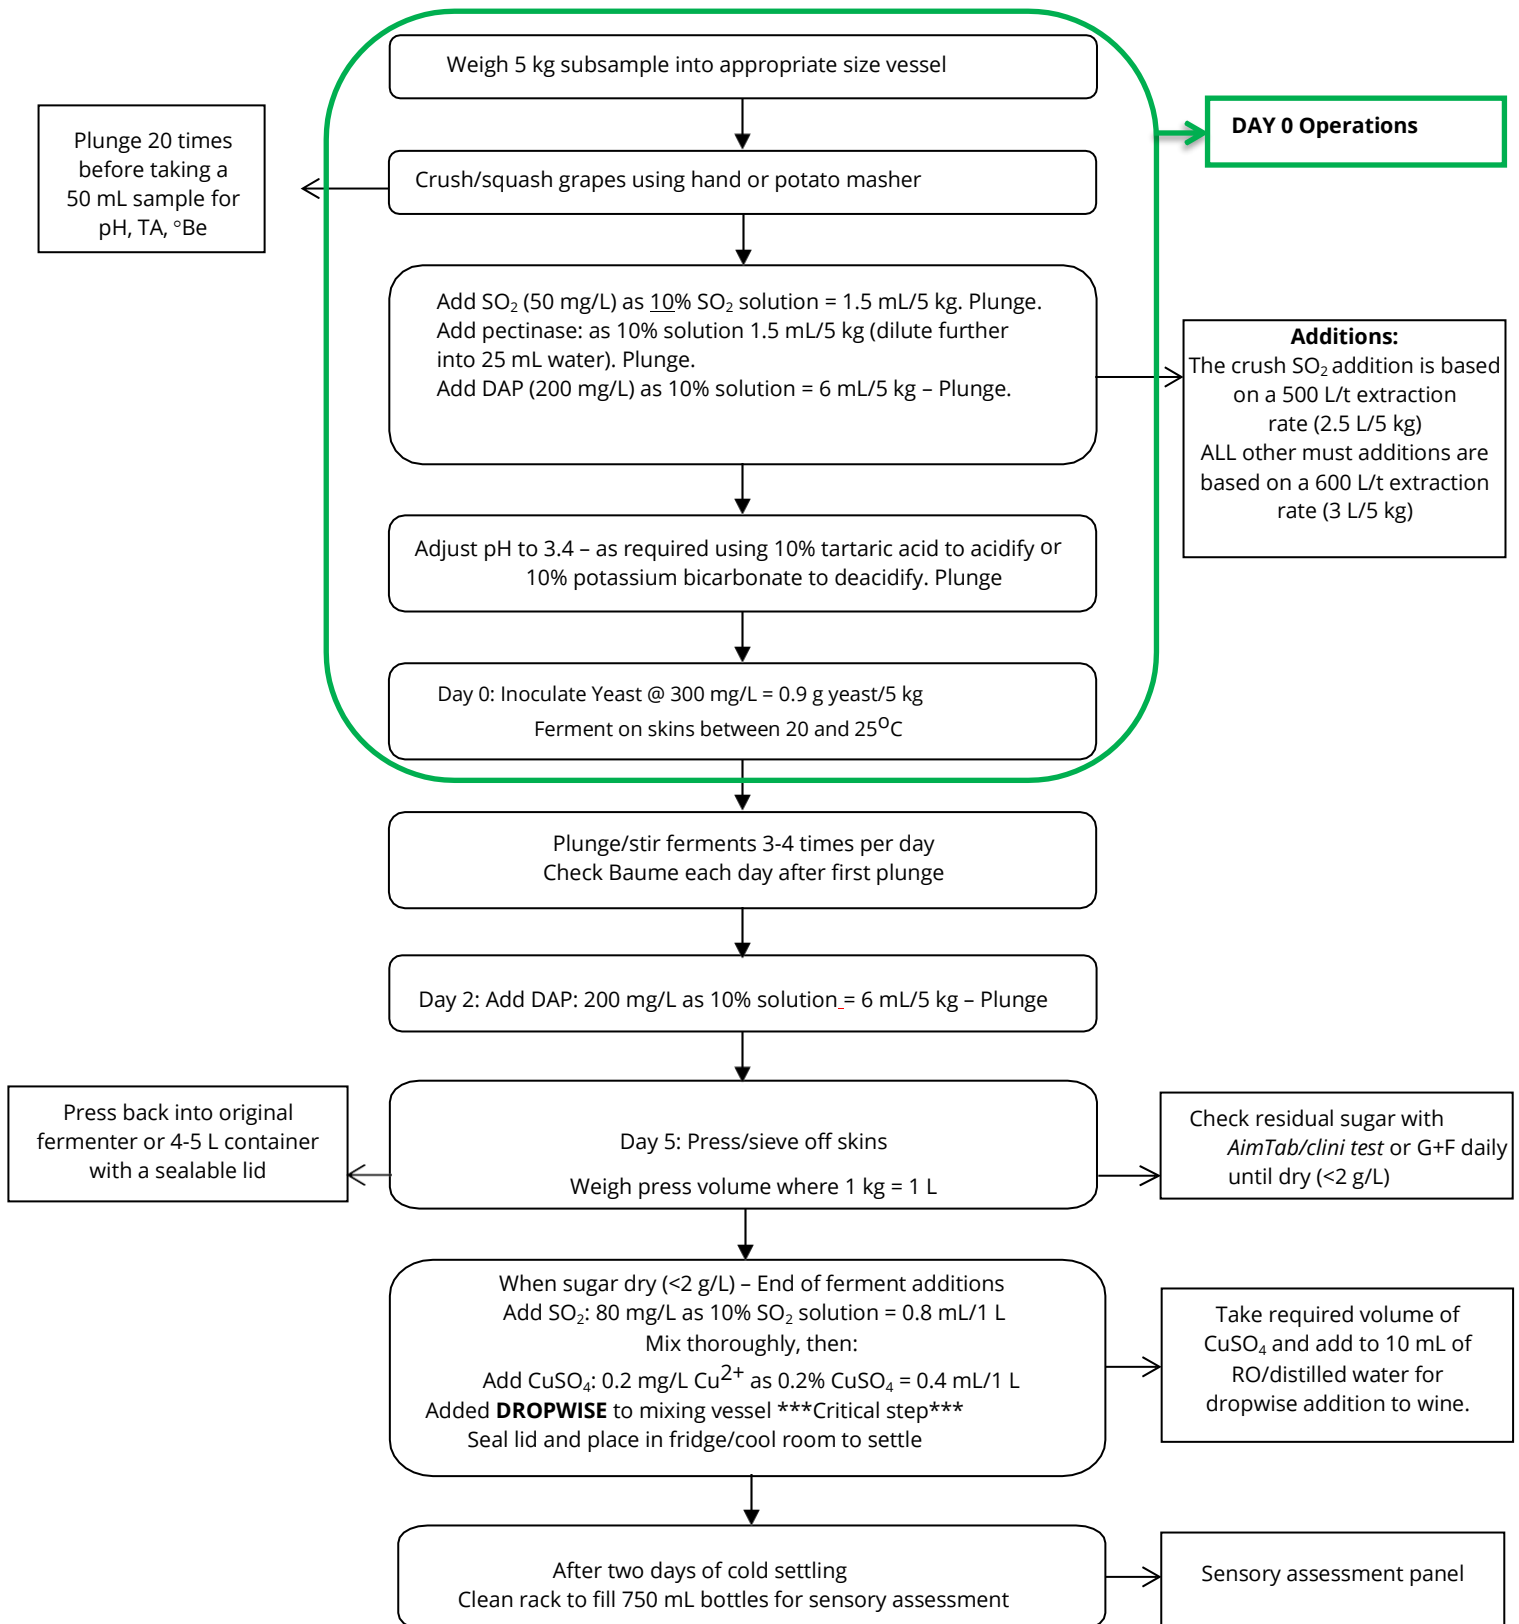 Weigh 5 kg subsample into appropriate size vessel
DAY 0 Operations
Plunge 20 times
before taking a
50 mL sample for
pH, TA, °Be
Crush/squash grapes using hand or potato masher
Add SO₂ (50 mg/L) as 10% SO₂ solution = 1.5 mL/5 kg. Plunge.
Add pectinase: as 10% solution 1.5 mL/5 kg (dilute further
into 25 mL water). Plunge.
Add DAP (200 mg/L) as 10% solution = 6 mL/5 kg – Plunge.
Additions:
The crush SO₂ addition is based
on a 500 L/t extraction
rate (2.5 L/5 kg)
ALL other must additions are
based on a 600 L/t extraction
rate (3 L/5 kg)
Adjust pH to 3.4 – as required using 10% tartaric acid to acidify or
10% potassium bicarbonate to deacidify. Plunge
Day 0: Inoculate Yeast @ 300 mg/L = 0.9 g yeast/5 kg
Ferment on skins between 20 and 25⁰C
Plunge/stir ferments 3-4 times per day
Check Baume each day after first plunge
Day 2: Add DAP: 200 mg/L as 10% solution = 6 mL/5 kg – Plunge
Press back into original
fermenter or 4-5 L container
with a sealable lid
Day 5: Press/sieve off skins
Weigh press volume where 1 kg = 1 L
Check residual sugar with
AimTab/clini test or G+F daily
until dry (<2 g/L)
When sugar dry (<2 g/L) – End of ferment additions
Add SO₂: 80 mg/L as 10% SO₂ solution = 0.8 mL/1 L
Mix thoroughly, then:
Add CuSO₄: 0.2 mg/L Cu²⁺ as 0.2% CuSO₄ = 0.4 mL/1 L
Added DROPWISE to mixing vessel ***Critical step***
Seal lid and place in fridge/cool room to settle
Take required volume of
CuSO₄ and add to 10 mL of
RO/distilled water for
dropwise addition to wine.
After two days of cold settling
Clean rack to fill 750 mL bottles for sensory assessment
Sensory assessment panel